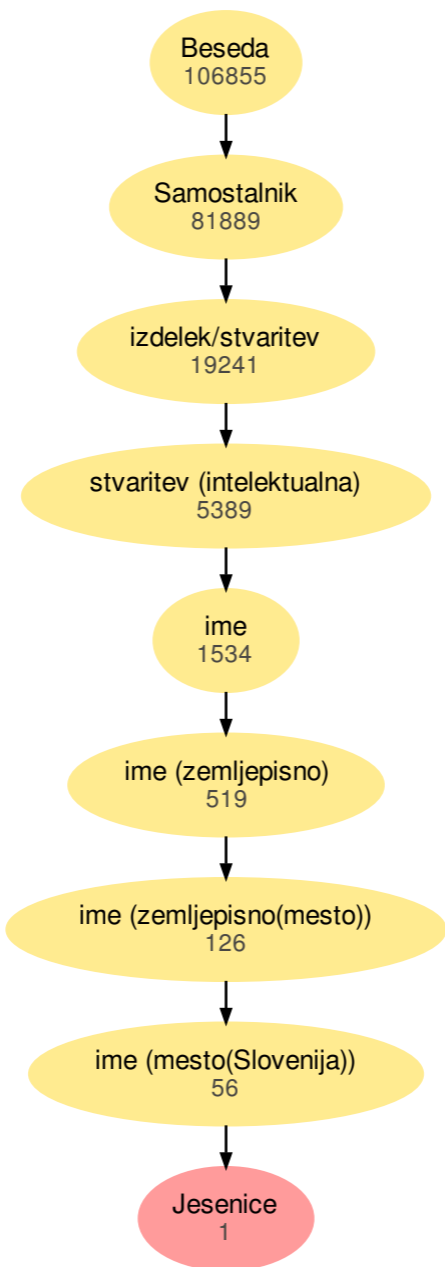 Beseda
106855
Samostalnik
81889
izdelek/stvaritev
19241
stvaritev (intelektualna)
5389
ime
1534
ime (zemljepisno)
519
ime (zemljepisno(mesto))
126
ime (mesto(Slovenija))
56
Jesenice
1